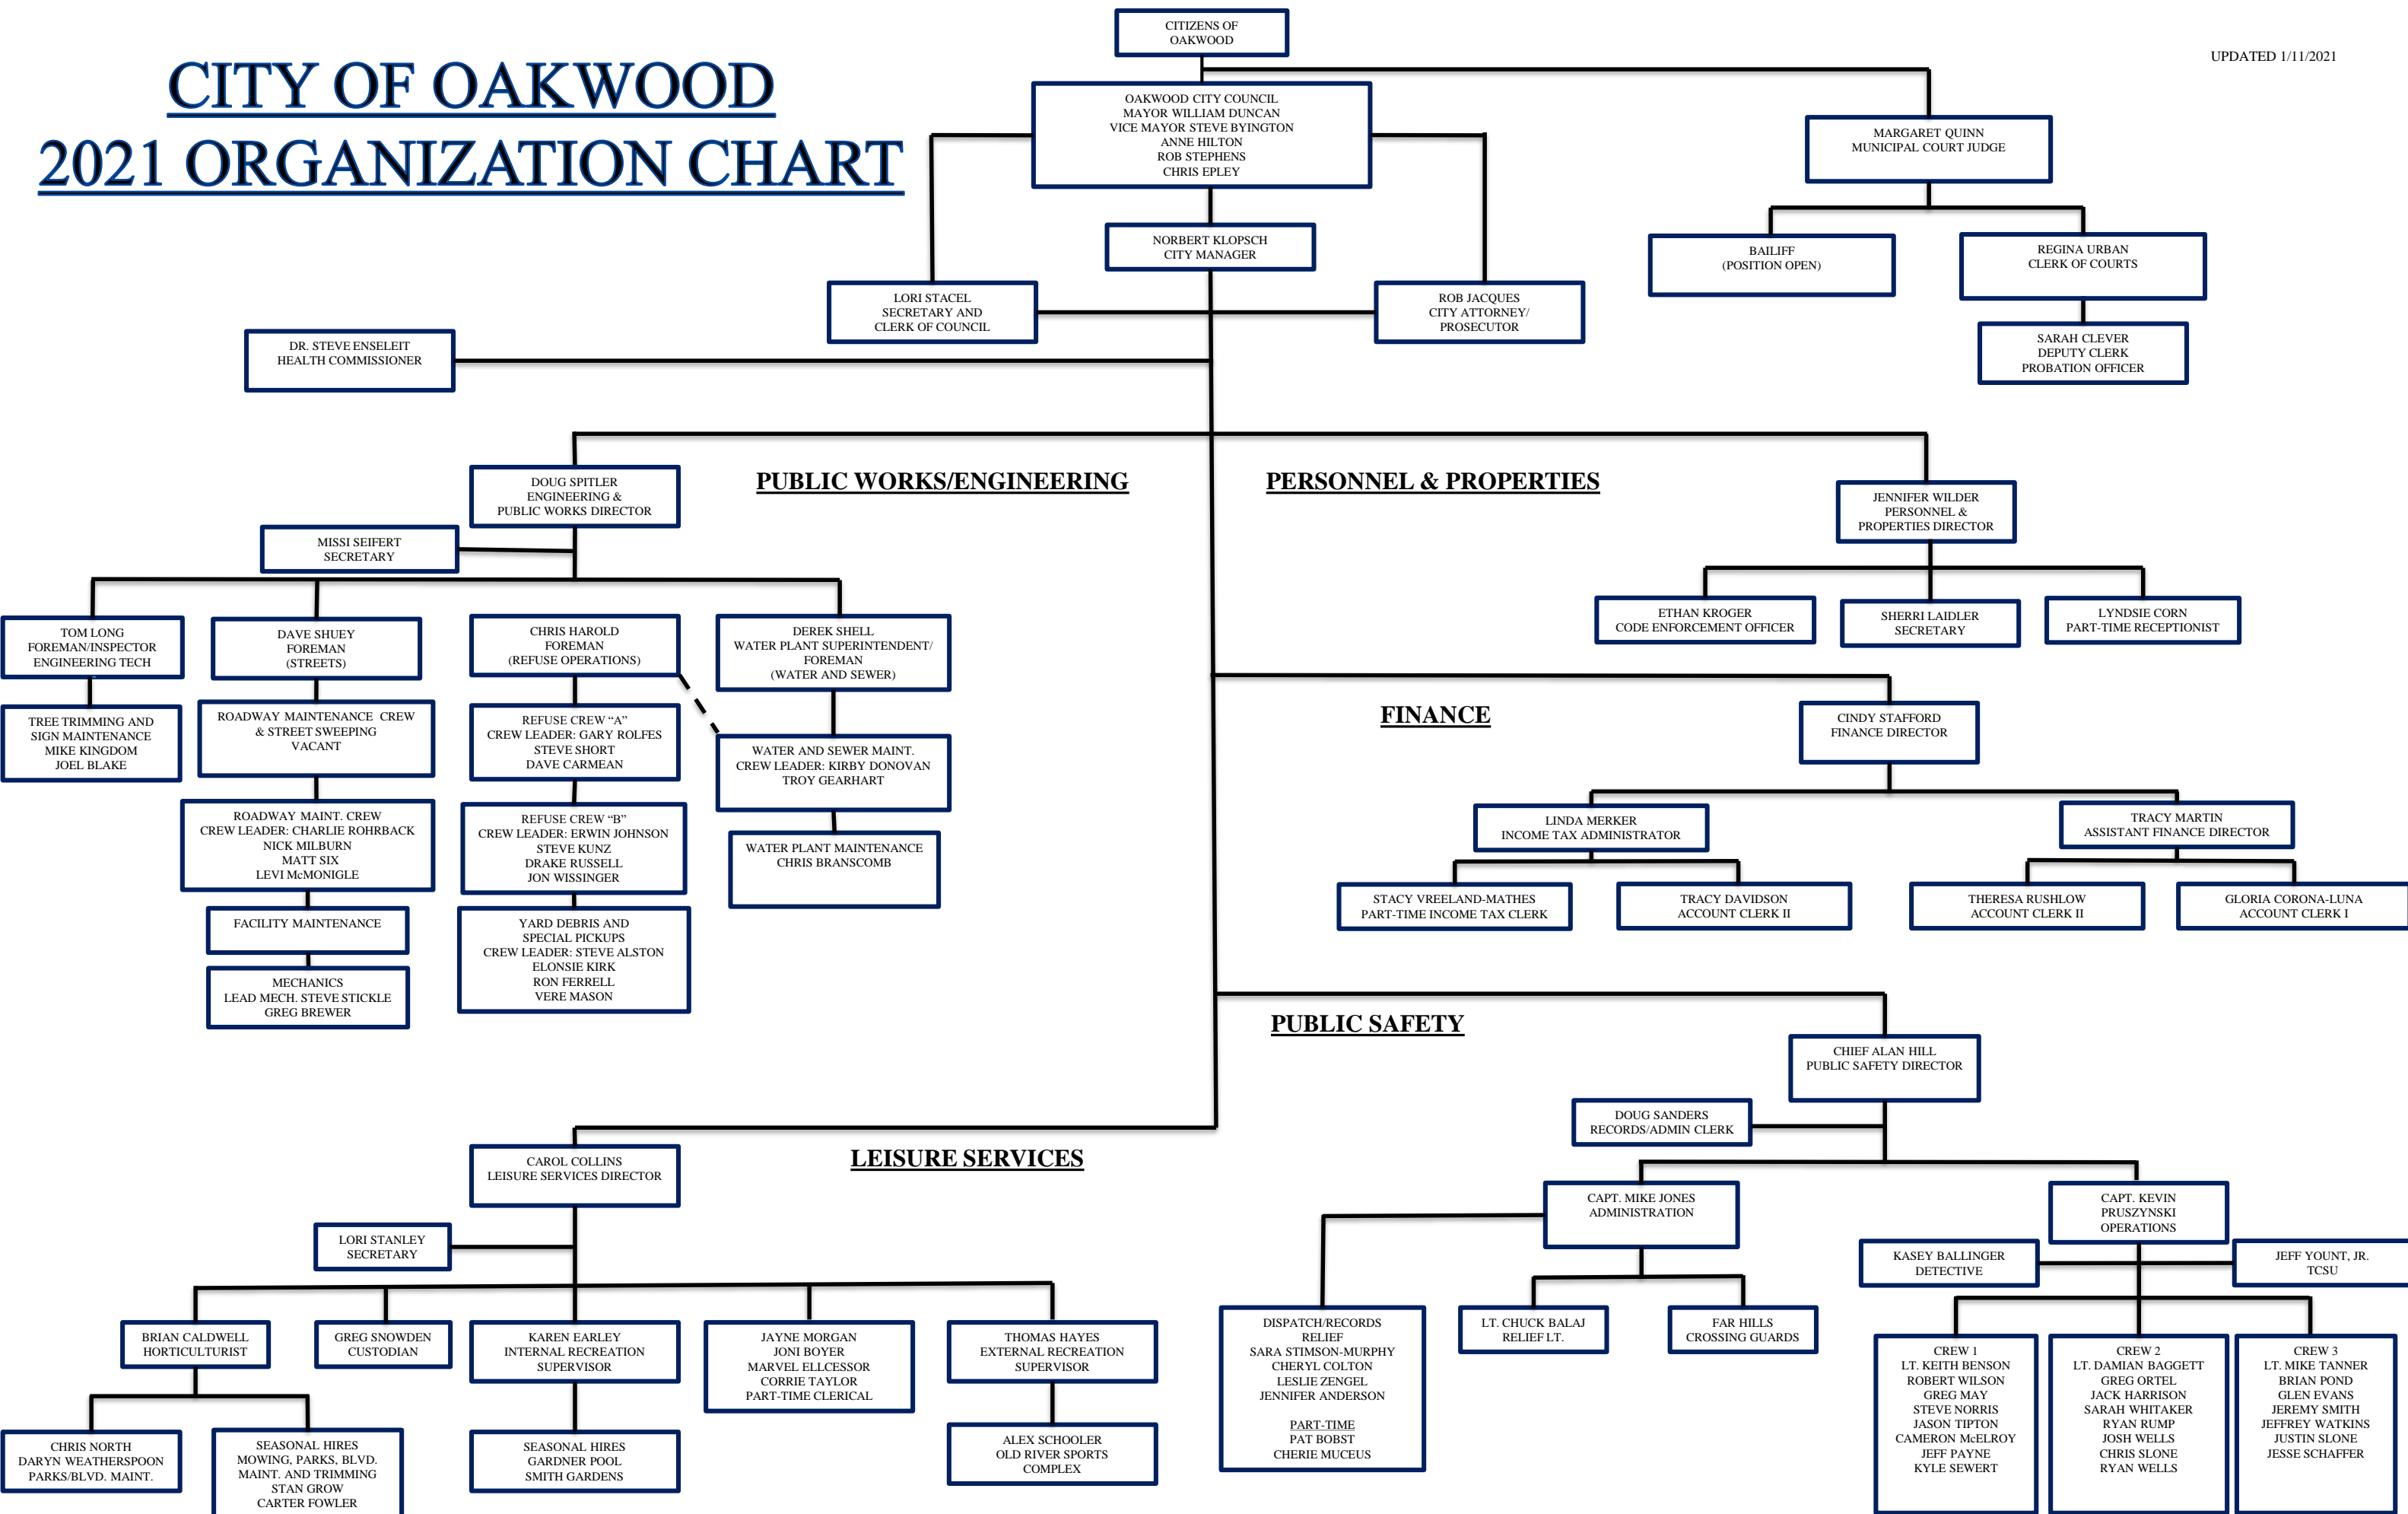 CITY OF OAKWOOD
2021 ORGANIZATION CHART
UPDATED 1/11/2021
CITIZENS OF
OAKWOOD
OAKWOOD CITY COUNCIL
MAYOR WILLIAM DUNCAN
VICE MAYOR STEVE BYINGTON
ANNE HILTON
ROB STEPHENS
CHRIS EPLEY
MARGARET QUINN
MUNICIPAL COURT JUDGE
NORBERT KLOPSCH
CITY MANAGER
BAILIFF
(POSITION OPEN)
REGINA URBAN
CLERK OF COURTS
LORI STACEL
SECRETARY AND
CLERK OF COUNCIL
ROB JACQUES
CITY ATTORNEY/
PROSECUTOR
SARAH CLEVER
DEPUTY CLERK
PROBATION OFFICER
DR. STEVE ENSELEIT
HEALTH COMMISSIONER
PUBLIC WORKS/ENGINEERING
DOUG SPITLER
ENGINEERING &
PUBLIC WORKS DIRECTOR
MISSI SEIFERT
SECRETARY
TOM LONG
FOREMAN/INSPECTOR
ENGINEERING TECH
TREE TRIMMING AND
SIGN MAINTENANCE
MIKE KINGDOM
JOEL BLAKE
DAVE SHUEY
FOREMAN
(STREETS)
ROADWAY MAINTENANCE CREW
& STREET SWEEPING
VACANT
ROADWAY MAINT. CREW
CREW LEADER: CHARLIE ROHRBACK
NICK MILBURN
MATT SIX
LEVI McMONIGLE
FACILITY MAINTENANCE
MECHANICS
LEAD MECH. STEVE STICKLE
GREG BREWER
CHRIS HAROLD
FOREMAN
(REFUSE OPERATIONS)
REFUSE CREW “A”
CREW LEADER: GARY ROLFES
STEVE SHORT
DAVE CARMEAN
REFUSE CREW “B”
CREW LEADER: ERWIN JOHNSON
STEVE KUNZ
DRAKE RUSSELL
JON WISSINGER
YARD DEBRIS AND
SPECIAL PICKUPS
CREW LEADER: STEVE ALSTON
ELONSIE KIRK
RON FERRELL
VERE MASON
DEREK SHELL
WATER PLANT SUPERINTENDENT/
FOREMAN
(WATER AND SEWER)
WATER AND SEWER MAINT.
CREW LEADER: KIRBY DONOVAN
TROY GEARHART
WATER PLANT MAINTENANCE
CHRIS BRANSCOMB
PERSONNEL & PROPERTIES
JENNIFER WILDER
PERSONNEL &
PROPERTIES DIRECTOR
ETHAN KROGER
CODE ENFORCEMENT OFFICER
SHERRI LAIDLER
SECRETARY
LYNDSIE CORN
PART-TIME RECEPTIONIST
FINANCE
CINDY STAFFORD
FINANCE DIRECTOR
LINDA MERKER
INCOME TAX ADMINISTRATOR
TRACY MARTIN
ASSISTANT FINANCE DIRECTOR
STACY VREELAND-MATHES
PART-TIME INCOME TAX CLERK
TRACY DAVIDSON
ACCOUNT CLERK II
THERESA RUSHLOW
ACCOUNT CLERK II
GLORIA CORONA-LUNA
ACCOUNT CLERK I
PUBLIC SAFETY
CHIEF ALAN HILL
PUBLIC SAFETY DIRECTOR
DOUG SANDERS
RECORDS/ADMIN CLERK
CAPT. MIKE JONES
ADMINISTRATION
CAPT. KEVIN
PRUSZYNSKI
OPERATIONS
KASEY BALLINGER
DETECTIVE
JEFF YOUNT, JR.
TCSU
DISPATCH/RECORDS
RELIEF
SARA STIMSON-MURPHY
CHERYL COLTON
LESLIE ZENGEL
JENNIFER ANDERSON
PART-TIME
PAT BOBST
CHERIE MUCEUS
LT. CHUCK BALAJ
RELIEF LT.
FAR HILLS
CROSSING GUARDS
CREW 1
LT. KEITH BENSON
ROBERT WILSON
GREG MAY
STEVE NORRIS
JASON TIPTON
CAMERON McELROY
JEFF PAYNE
KYLE SEWERT
CREW 2
LT. DAMIAN BAGGETT
GREG ORTEL
JACK HARRISON
SARAH WHITAKER
RYAN RUMP
JOSH WELLS
CHRIS SLONE
RYAN WELLS
CREW 3
LT. MIKE TANNER
BRIAN POND
GLEN EVANS
JEREMY SMITH
JEFFREY WATKINS
JUSTIN SLONE
JESSE SCHAFFER
LEISURE SERVICES
CAROL COLLINS
LEISURE SERVICES DIRECTOR
LORI STANLEY
SECRETARY
BRIAN CALDWELL
HORTICULTURIST
GREG SNOWDEN
CUSTODIAN
KAREN EARLEY
INTERNAL RECREATION
SUPERVISOR
JAYNE MORGAN
JONI BOYER
MARVEL ELLCESSOR
CORRIE TAYLOR
PART-TIME CLERICAL
THOMAS HAYES
EXTERNAL RECREATION
SUPERVISOR
CHRIS NORTH
DARYN WEATHERSPOON
PARKS/BLVD. MAINT.
SEASONAL HIRES
MOWING, PARKS, BLVD.
MAINT. AND TRIMMING
STAN GROW
CARTER FOWLER
SEASONAL HIRES
GARDNER POOL
SMITH GARDENS
ALEX SCHOOLER
OLD RIVER SPORTS
COMPLEX